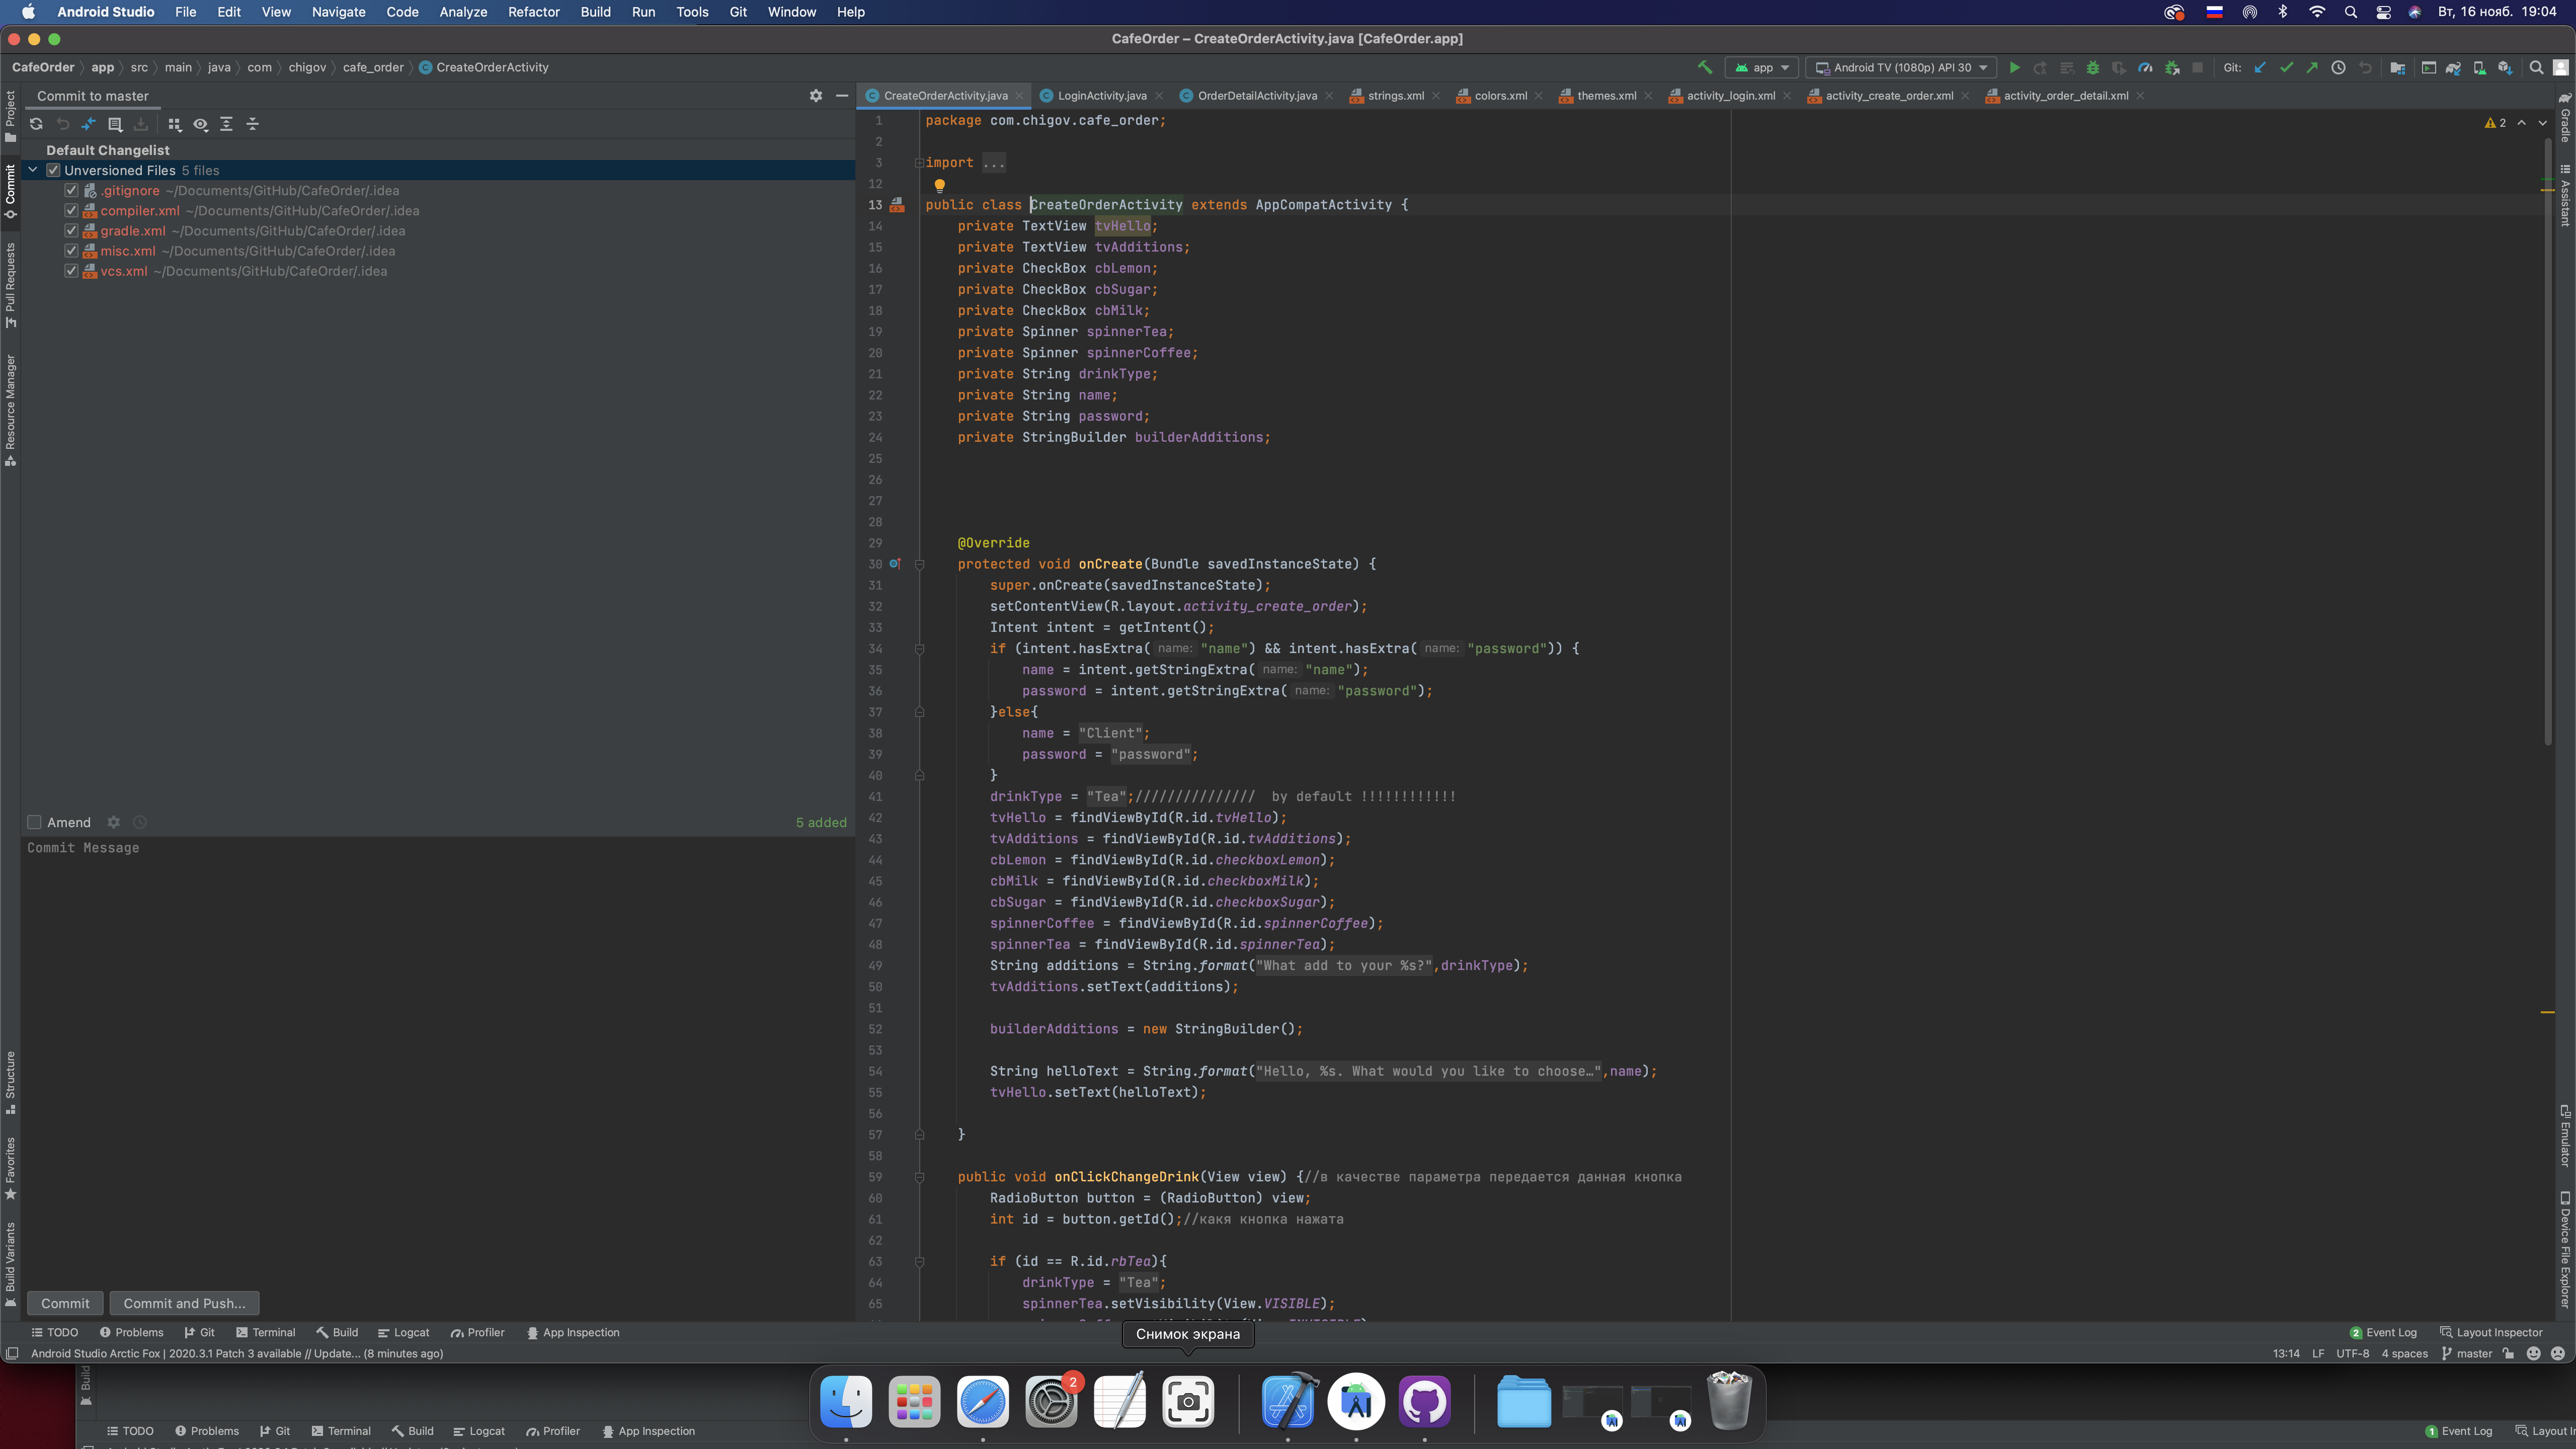 Android Studio File Edit View Navigate Code Analyze Refactor Build Run Tools Git Window Help Вт, 16 нояб. 19:04
CafeOrder – CreateOrderActivity.java [CafeOrder.app]
CafeOrder app src main java com chigov cafe_order CreateOrderActivity app Android TV (1080p) API 30 Git:
Commit to master
CreateOrderActivity.java LoginActivity.java OrderDetailActivity.java strings.xml colors.xml themes.xml activity_login.xml activity_create_order.xml activity_order_detail.xml
Project
Commit
Pull Requests
Resource Manager
Structure
Favorites
Build Variants
Default Changelist
Unversioned Files 5 files
.gitignore ~/Documents/GitHub/CafeOrder/.idea
compiler.xml ~/Documents/GitHub/CafeOrder/.idea
gradle.xml ~/Documents/GitHub/CafeOrder/.idea
misc.xml ~/Documents/GitHub/CafeOrder/.idea
vcs.xml ~/Documents/GitHub/CafeOrder/.idea
Amend 5 added
Commit Message
Commit Commit and Push...
1 package com.chigov.cafe_order;
2
3 import ...
12
13 public class CreateOrderActivity extends AppCompatActivity {
14 private TextView tvHello;
15 private TextView tvAdditions;
16 private CheckBox cbLemon;
17 private CheckBox cbSugar;
18 private CheckBox cbMilk;
19 private Spinner spinnerTea;
20 private Spinner spinnerCoffee;
21 private String drinkType;
22 private String name;
23 private String password;
24 private StringBuilder builderAdditions;
25
26
27
28
29 @Override
30 protected void onCreate(Bundle savedInstanceState) {
31 super.onCreate(savedInstanceState);
32 setContentView(R.layout.activity_create_order);
33 Intent intent = getIntent();
34 if (intent.hasExtra( name: "name") && intent.hasExtra( name: "password")) {
35 name = intent.getStringExtra( name: "name");
36 password = intent.getStringExtra( name: "password");
37 }else{
38 name = "Client";
39 password = "password";
40 }
41 drinkType = "Tea";/////////////// by default !!!!!!!!!!!!
42 tvHello = findViewById(R.id.tvHello);
43 tvAdditions = findViewById(R.id.tvAdditions);
44 cbLemon = findViewById(R.id.checkboxLemon);
45 cbMilk = findViewById(R.id.checkboxMilk);
46 cbSugar = findViewById(R.id.checkboxSugar);
47 spinnerCoffee = findViewById(R.id.spinnerCoffee);
48 spinnerTea = findViewById(R.id.spinnerTea);
49 String additions = String.format("What add to your %s?",drinkType);
50 tvAdditions.setText(additions);
51
52 builderAdditions = new StringBuilder();
53
54 String helloText = String.format("Hello, %s. What would you like to choose…",name);
55 tvHello.setText(helloText);
56
57 }
58
59 public void onClickChangeDrink(View view) {//в качестве параметра передается данная кнопка
60 RadioButton button = (RadioButton) view;
61 int id = button.getId();//какя кнопка нажата
62
63 if (id == R.id.rbTea){
64 drinkType = "Tea";
65 spinnerTea.setVisibility(View.VISIBLE);
2
Gradle
Assistant
Emulator
Device File Explorer
TODO Problems Git Terminal Build Logcat Profiler App Inspection 2 Event Log Layout Inspector
Снимок экрана
Android Studio Arctic Fox | 2020.3.1 Patch 3 available // Update... (8 minutes ago) 13:14 LF UTF-8 4 spaces master
Build
2
TODO Problems Git Terminal Build Logcat Profiler App Inspection 1 Event Log